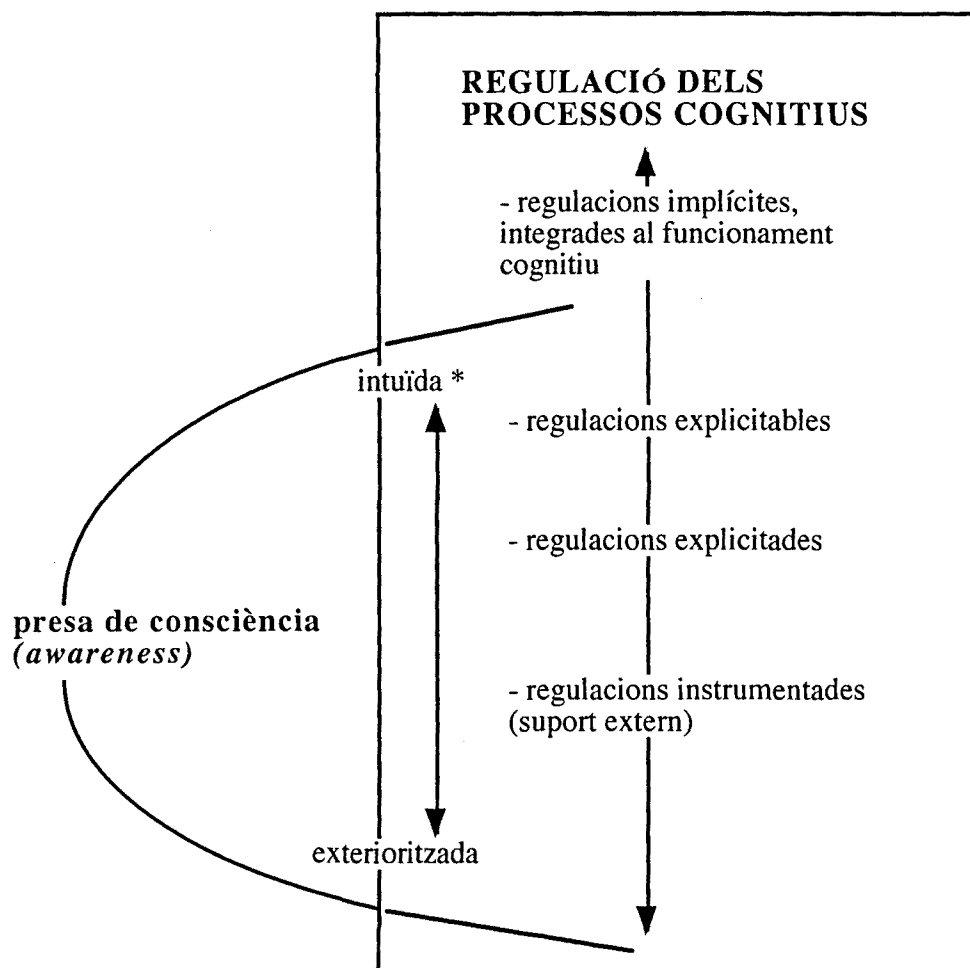 REGULACIÓ DELS
PROCESSOS COGNITIUS
- regulacions implícites,
integrades al funcionament
cognitiu
intuïda *
- regulacions explicitables
- regulacions explicitades
presa de consciència
(awareness)
- regulacions instrumentades
(suport extern)
exterioritzada